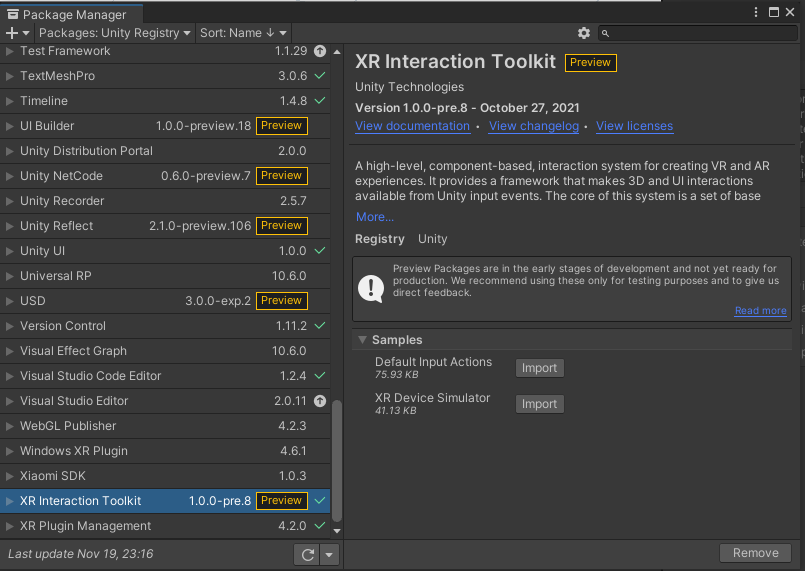 Package Manager
Packages: Unity Registry
Sort: Name ↓
Test Framework 1.1.29
TextMeshPro 3.0.6
Timeline 1.4.8
UI Builder 1.0.0-preview.18 Preview
Unity Distribution Portal 2.0.0
Unity NetCode 0.6.0-preview.7 Preview
Unity Recorder 2.5.7
Unity Reflect 2.1.0-preview.106 Preview
Unity UI 1.0.0
Universal RP 10.6.0
USD 3.0.0-exp.2 Preview
Version Control 1.11.2
Visual Effect Graph 10.6.0
Visual Studio Code Editor 1.2.4
Visual Studio Editor 2.0.11
WebGL Publisher 4.2.3
Windows XR Plugin 4.6.1
Xiaomi SDK 1.0.3
XR Interaction Toolkit 1.0.0-pre.8 Preview
XR Plugin Management 4.2.0
Last update Nov 19, 23:16
XR Interaction Toolkit Preview
Unity Technologies
Version 1.0.0-pre.8 - October 27, 2021
View documentation • View changelog • View licenses
A high-level, component-based, interaction system for creating VR and AR
experiences. It provides a framework that makes 3D and UI interactions
available from Unity input events. The core of this system is a set of base
More...
Registry Unity
Preview Packages are in the early stages of development and not yet ready for
production. We recommend using these only for testing purposes and to give us
direct feedback.
Read more
Samples
Default Input Actions Import
75.93 KB
XR Device Simulator Import
41.13 KB
Remove